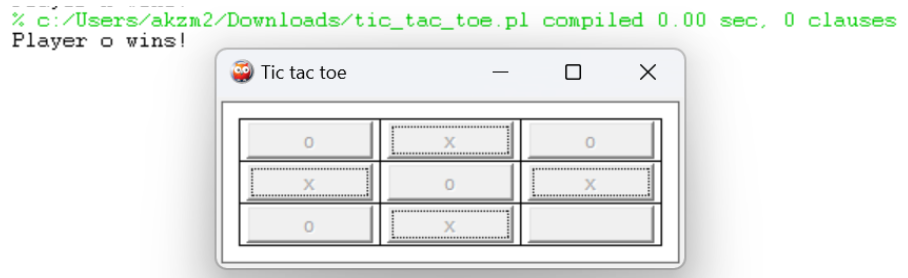 % c:/Users/akzm2/Downloads/tic_tac_toe.pl compiled 0.00 sec, 0 clauses
Player o wins!
Tic tac toe
o x o
x o x
o x